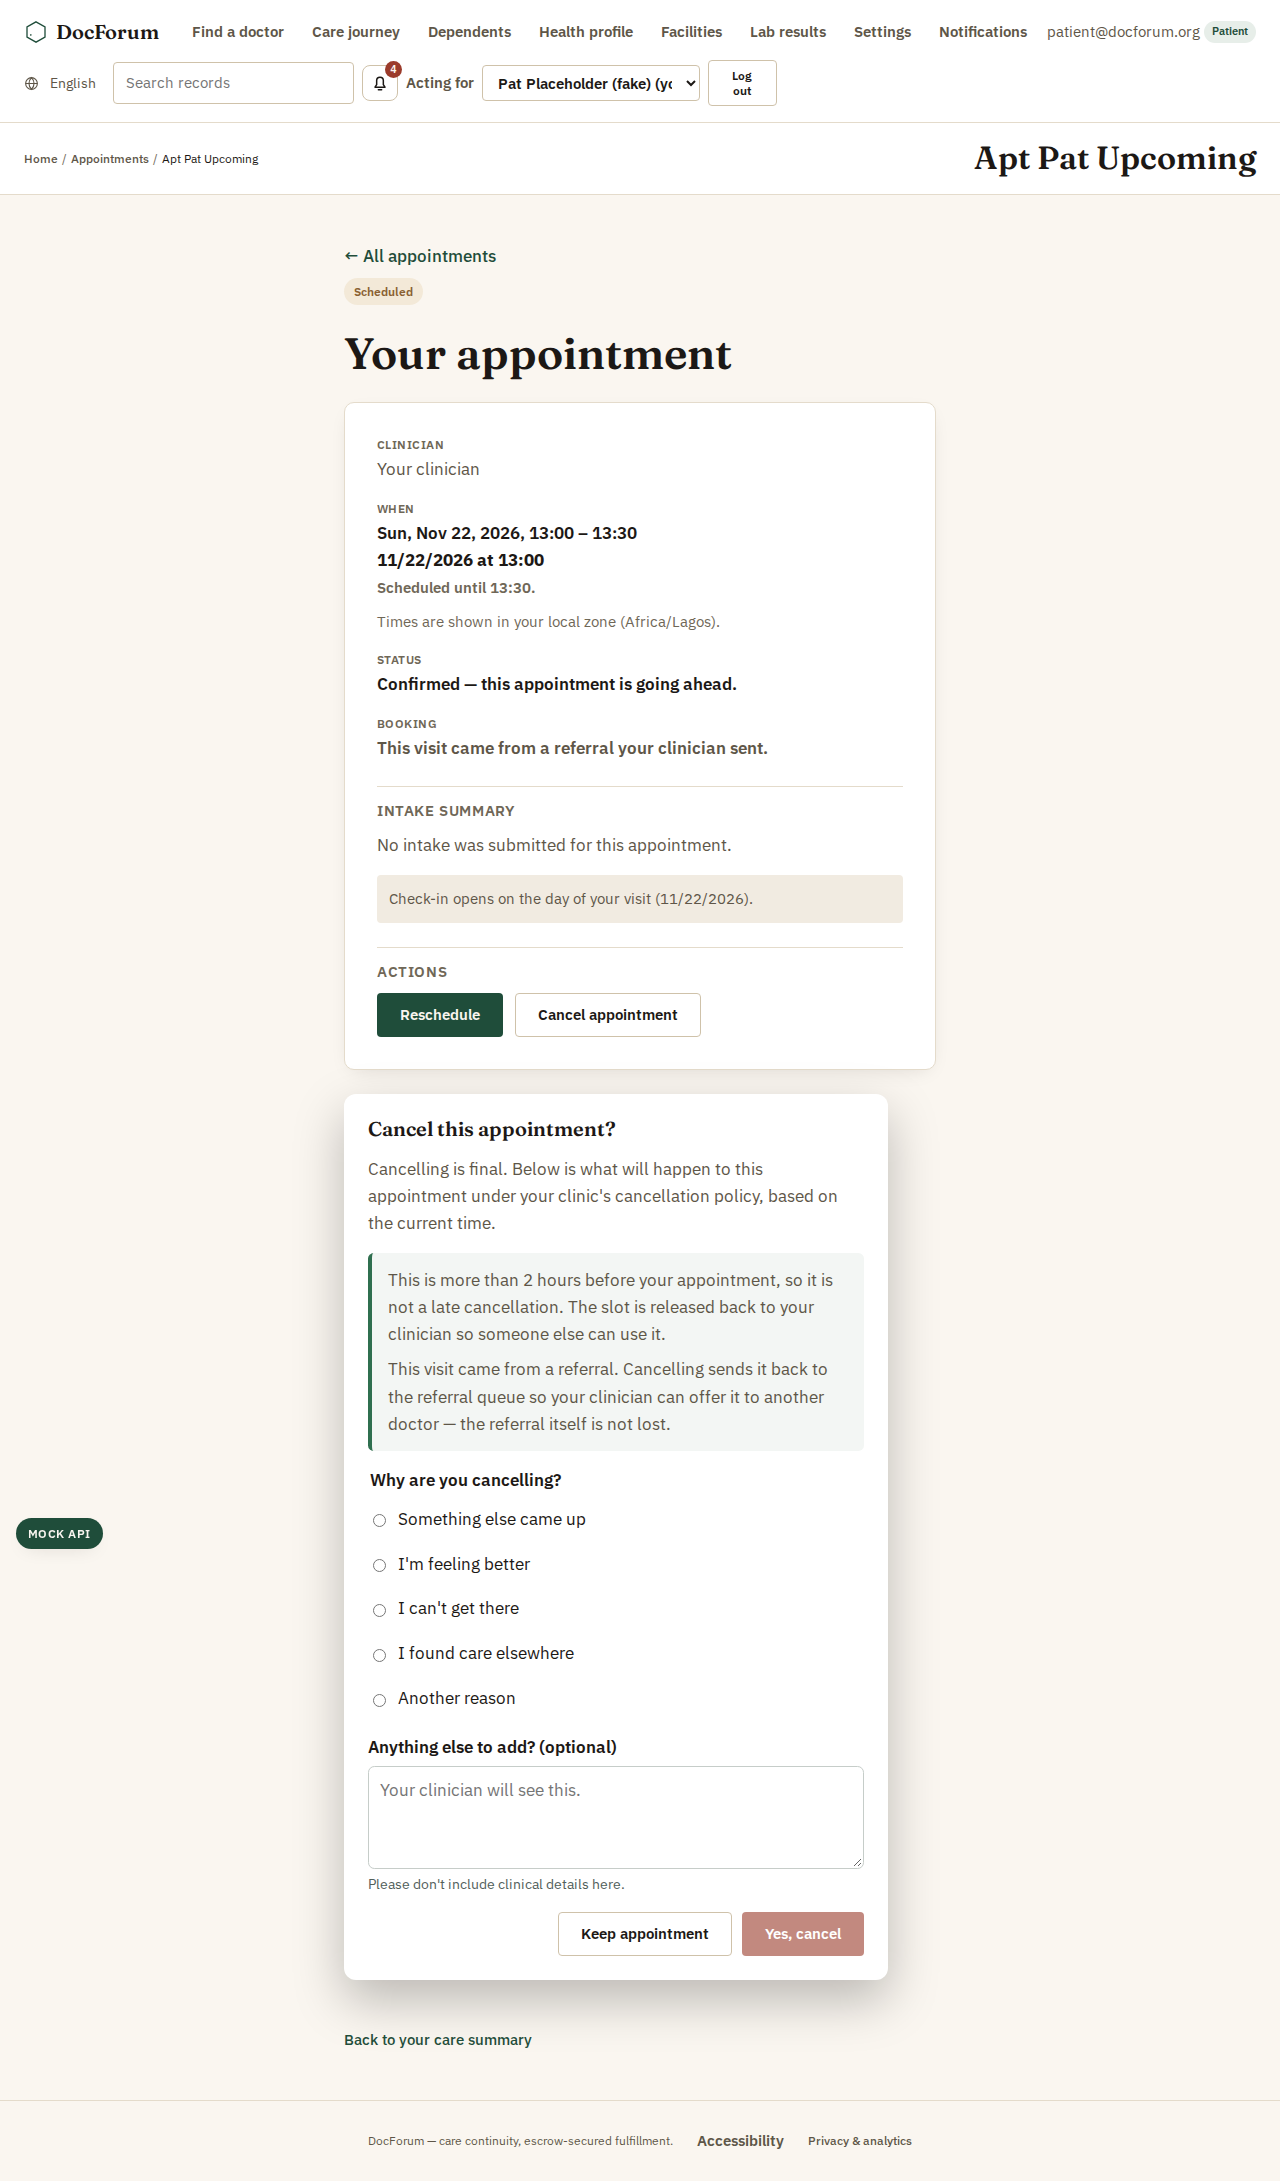 DocForum
Find a doctor
Care journey
Dependents
Health profile
Facilities
Lab results
Settings
Notifications
patient@docforum.org
Patient
English
Search records
4
Acting for
Pat Placeholder (fake) (yo
Log out
Home / Appointments / Apt Pat Upcoming
Apt Pat Upcoming
← All appointments
Scheduled
Your appointment
CLINICIAN
Your clinician
WHEN
Sun, Nov 22, 2026, 13:00 – 13:30
11/22/2026 at 13:00
Scheduled until 13:30.
Times are shown in your local zone (Africa/Lagos).
STATUS
Confirmed — this appointment is going ahead.
BOOKING
This visit came from a referral your clinician sent.
INTAKE SUMMARY
No intake was submitted for this appointment.
Check-in opens on the day of your visit (11/22/2026).
ACTIONS
Reschedule
Cancel appointment
Cancel this appointment?
Cancelling is final. Below is what will happen to this
appointment under your clinic's cancellation policy, based on
the current time.
This is more than 2 hours before your appointment, so it is
not a late cancellation. The slot is released back to your
clinician so someone else can use it.
This visit came from a referral. Cancelling sends it back to
the referral queue so your clinician can offer it to another
doctor — the referral itself is not lost.
Why are you cancelling?
Something else came up
MOCK API
I'm feeling better
I can't get there
I found care elsewhere
Another reason
Anything else to add? (optional)
Your clinician will see this.
Please don't include clinical details here.
Keep appointment
Yes, cancel
Back to your care summary
DocForum — care continuity, escrow-secured fulfillment.
Accessibility
Privacy & analytics